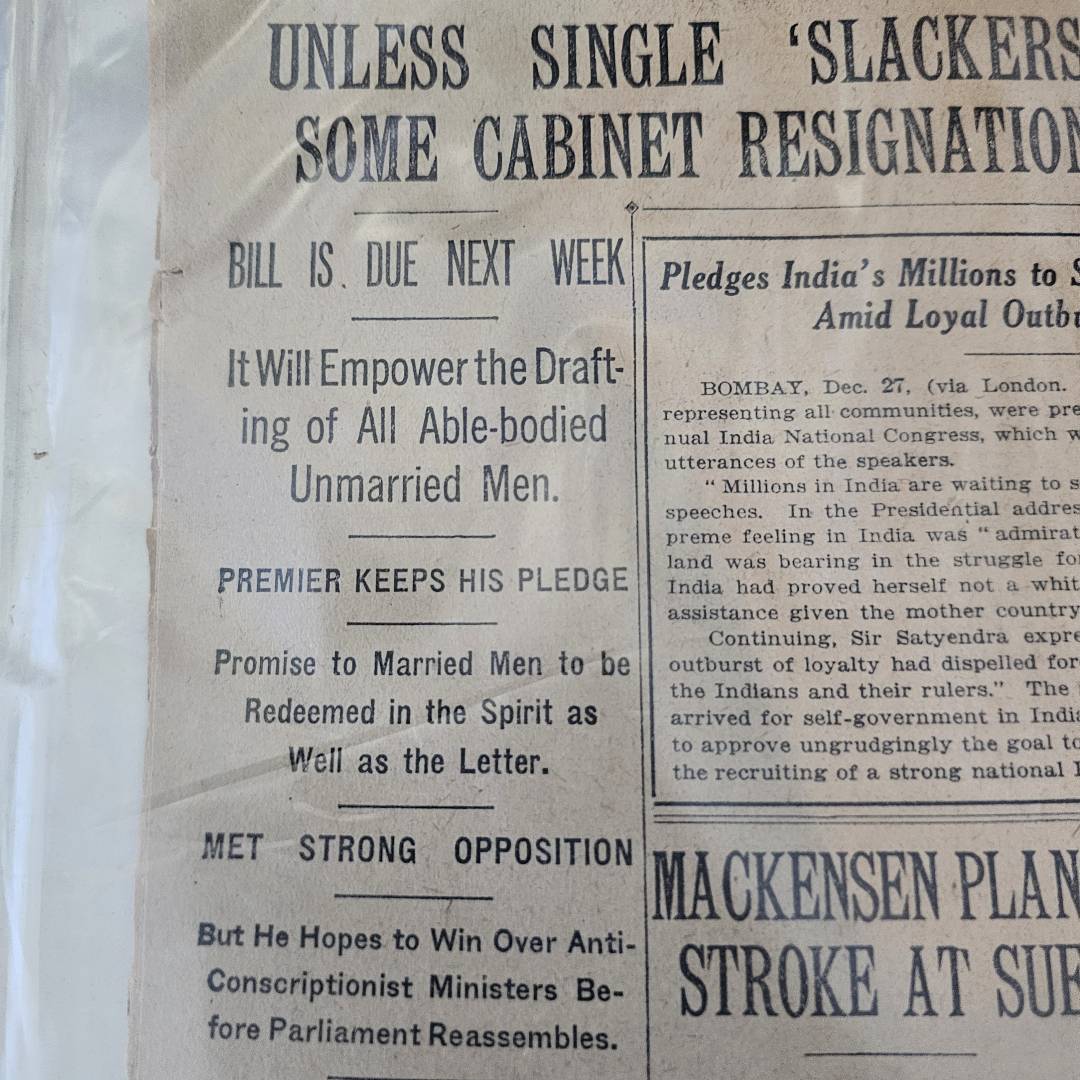 UNLESS SINGLE 'SLACKERS
SOME CABINET RESIGNATION
BILL IS DUE NEXT WEEK
It Will Empower the Draft-
ing of All Able-bodied
Unmarried Men.
PREMIER KEEPS HIS PLEDGE
Promise to Married Men to be
Redeemed in the Spirit as
Well as the Letter.
MET STRONG OPPOSITION
But He Hopes to Win Over Anti-
Conscriptionist Ministers Be-
fore Parliament Reassembles.
Pledges India's Millions to
Amid Loyal
BOMBAY, Dec. 27, (via London.
representing all communities, were
nual India National Congress, which
utterances of the speakers.
" Millions in India are waiting to
speeches. In the Presidential
preme feeling in India was "
land was bearing in the struggle
India had proved herself not a whit
assistance given the mother country
Continuing, Sir Satyendra
outburst of loyalty had dispelled
the Indians and their rulers." The
arrived for self-government in
to approve ungrudgingly the goal
the recruiting of a strong national
MACKENSEN PLAN
STROKE AT